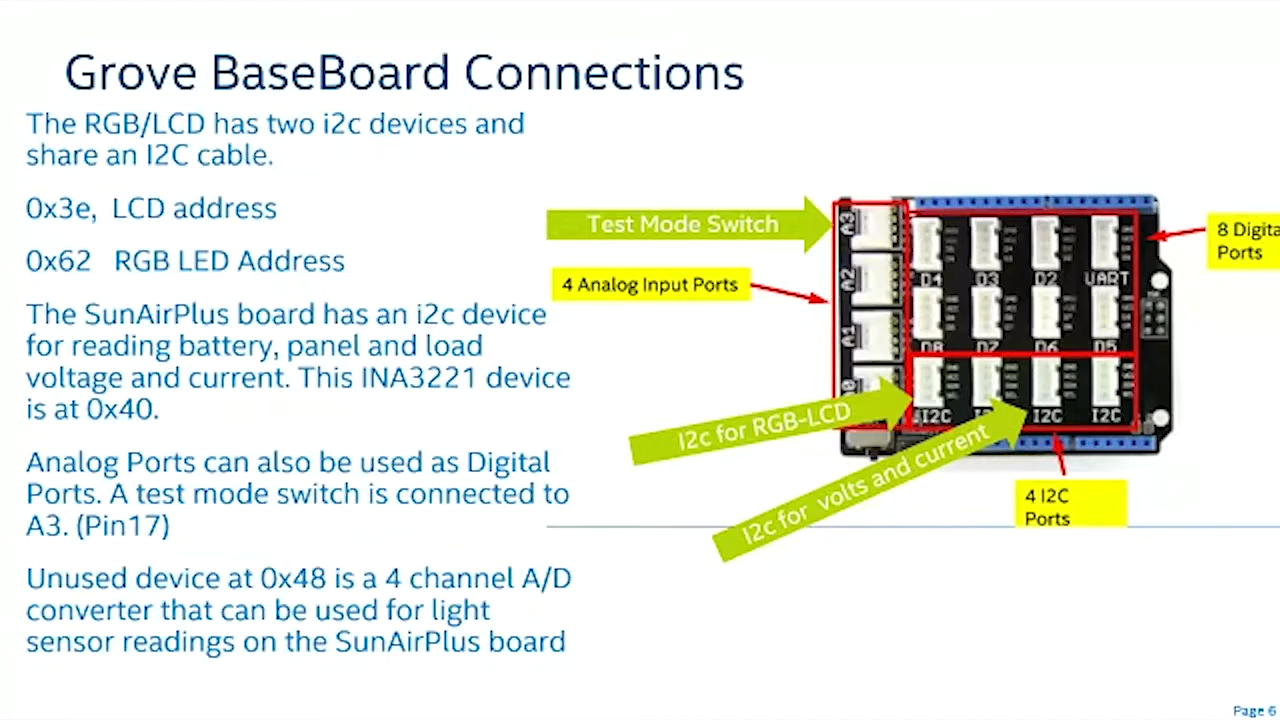 Grove BaseBoard Connections
The RGB/LCD has two i2c devices and
share an I2C cable.
0x3e, LCD address
0x62 RGB LED Address
The SunAirPlus board has an i2c device
for reading battery, panel and load
voltage and current. This INA3221 device
is at 0x40.
Analog Ports can also be used as Digital
Ports. A test mode switch is connected to
A3. (Pin17)
Unused device at 0x48 is a 4 channel A/D
converter that can be used for light
sensor readings on the SunAirPlus board
Test Mode Switch
4 Analog Input Ports
8 Digita
Ports
A3
A2
A1
D4 D3 D2 UART
D8 D7 D6 D5
I2C I2C I2C
I2c for RGB-LCD
I2c for volts and current
4 I2C
Ports
Page 6